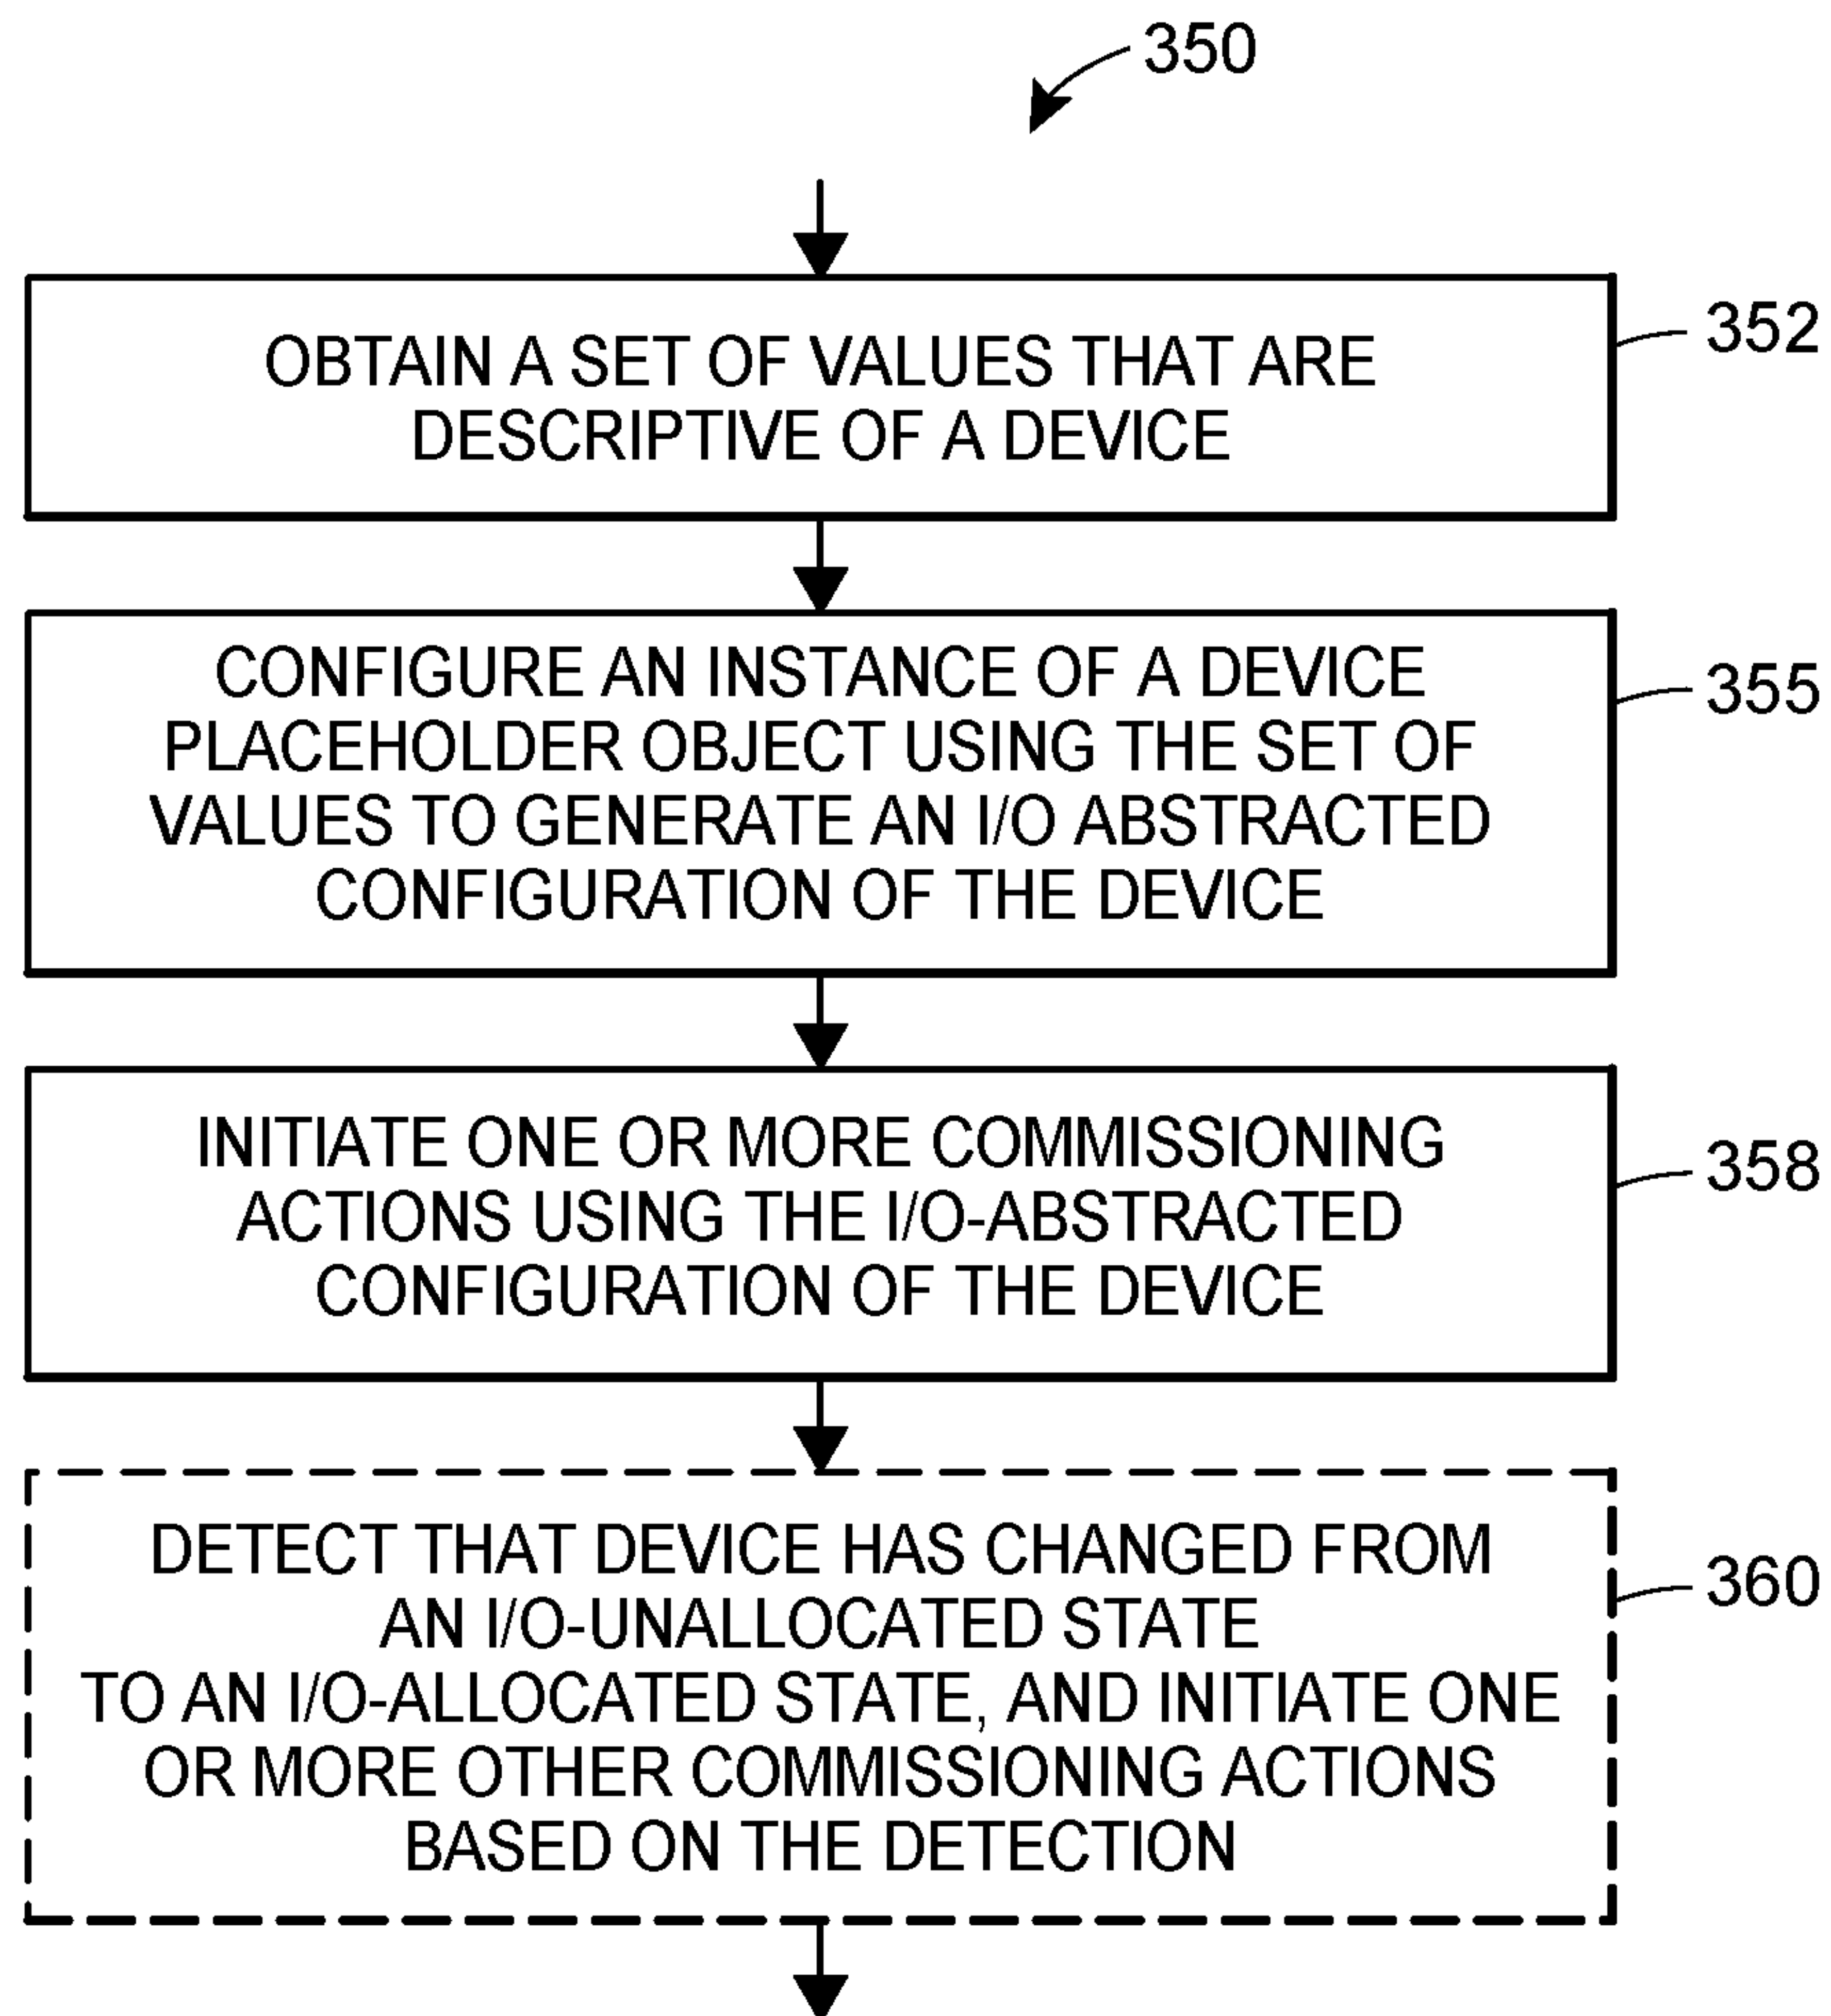 350
OBTAIN A SET OF VALUES THAT ARE
DESCRIPTIVE OF A DEVICE
352
CONFIGURE AN INSTANCE OF A DEVICE
PLACEHOLDER OBJECT USING THE SET OF
VALUES TO GENERATE AN I/O ABSTRACTED
CONFIGURATION OF THE DEVICE
355
INITIATE ONE OR MORE COMMISSIONING
ACTIONS USING THE I/O-ABSTRACTED
CONFIGURATION OF THE DEVICE
358
DETECT THAT DEVICE HAS CHANGED FROM
AN I/O-UNALLOCATED STATE
TO AN I/O-ALLOCATED STATE, AND INITIATE ONE
OR MORE OTHER COMMISSIONING ACTIONS
BASED ON THE DETECTION
360